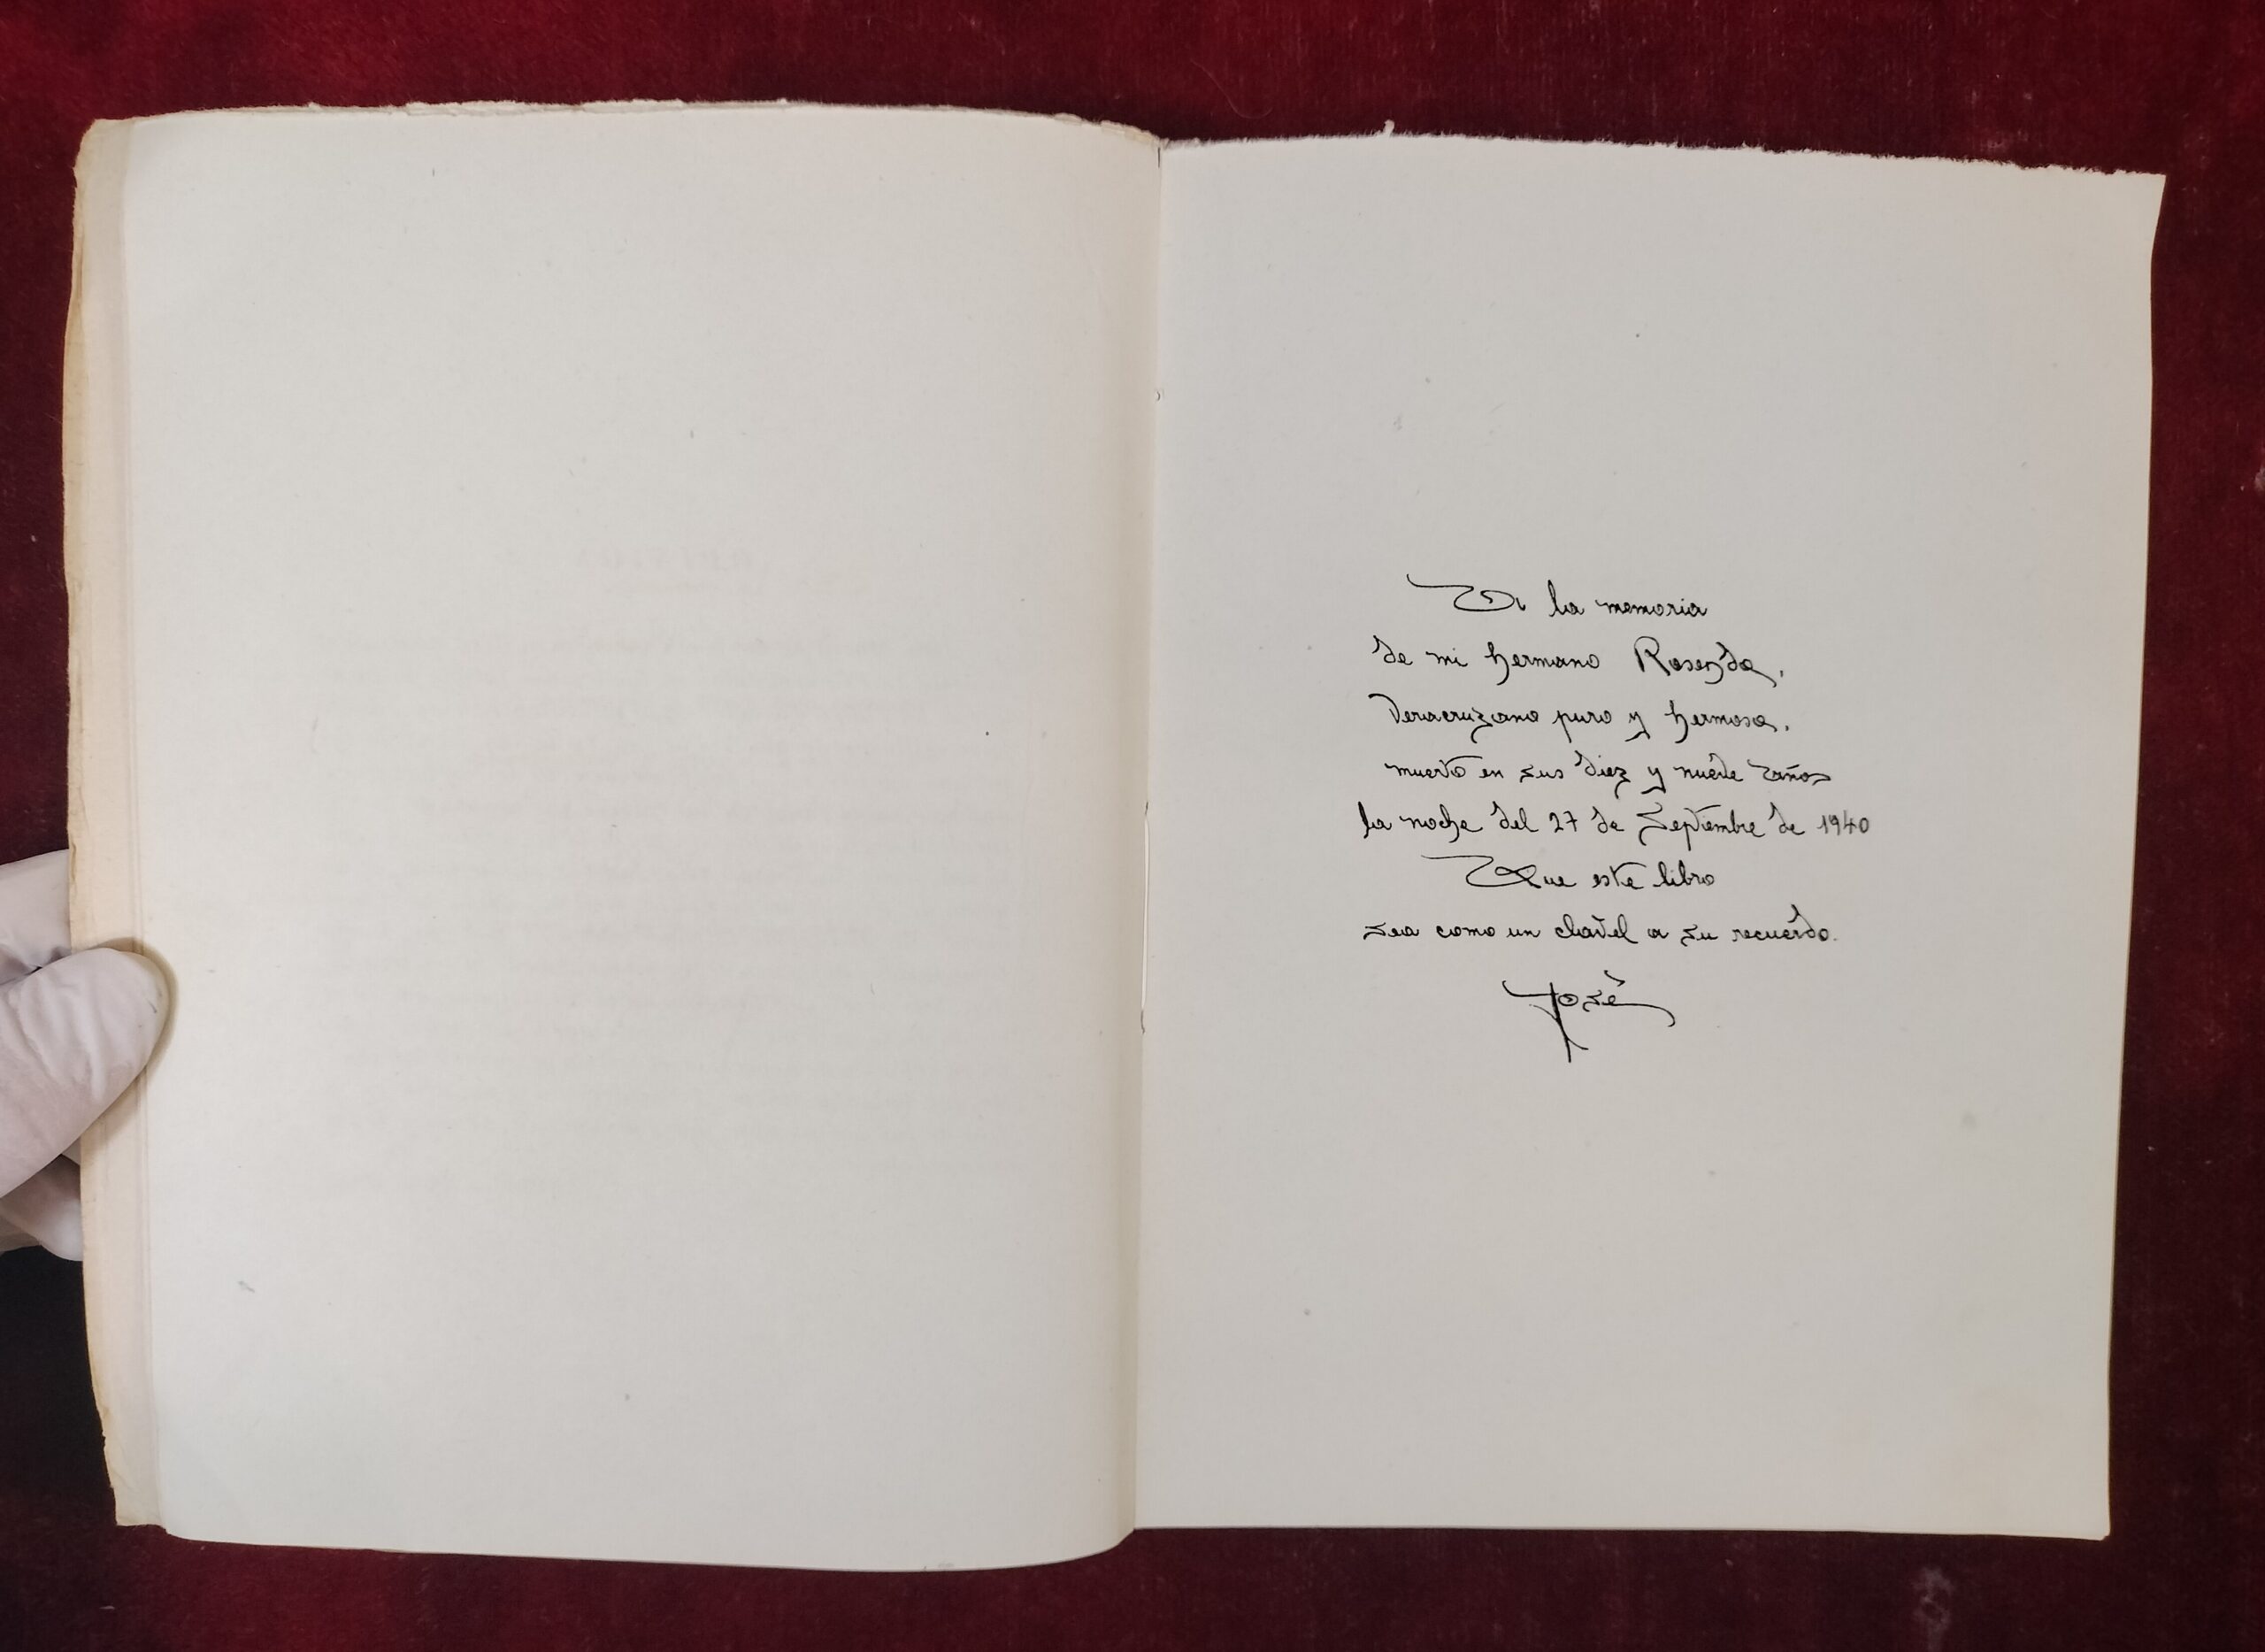 A la memoria
de mi hermano Rosendo,
Veracruzano puro y hermoso,
muerto en sus diez y nueve años
la noche del 27 de Septiembre de 1940
Que este libro
sea como un clavel a su recuerdo.
José